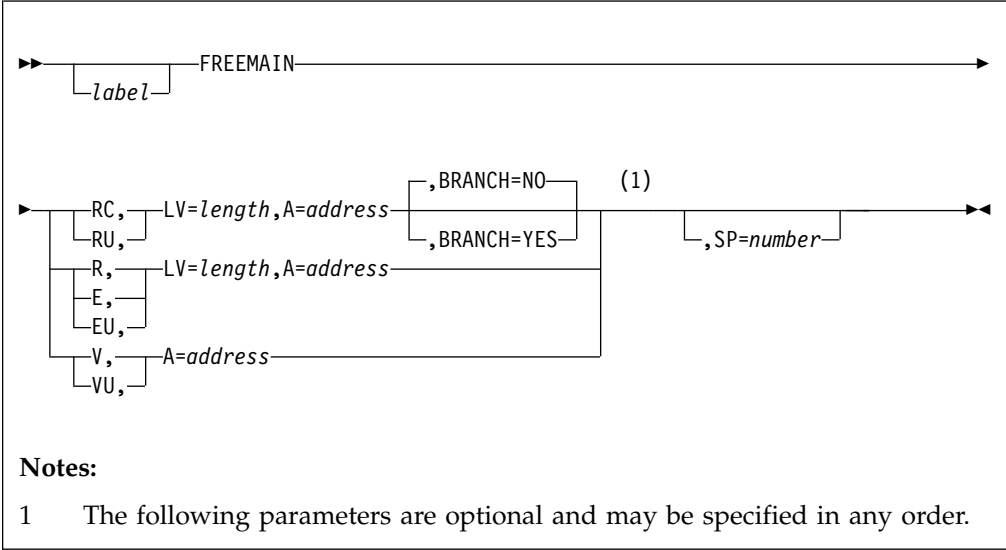 FREEMAIN
label
,BRANCH=NO (1)
RC, LV=length,A=address
RU, ,BRANCH=YES ,SP=number
R, LV=length,A=address
E,
EU,
V, A=address
VU,
Notes:
1 The following parameters are optional and may be specified in any order.